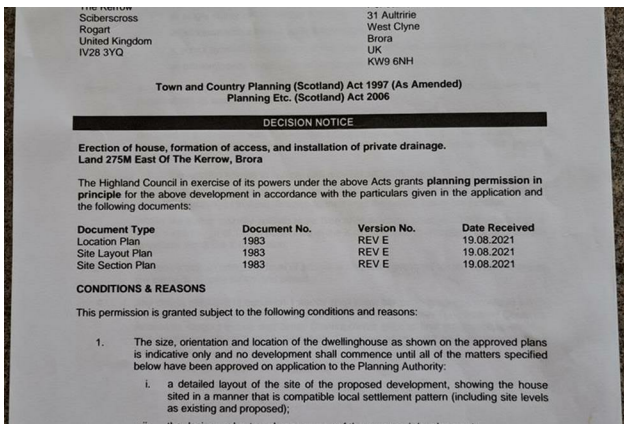 The Kerrow
Sciberscross
Rogart
United Kingdom
IV28 3YQ
31 Aultririe
West Clyne
Brora
UK
KW9 6NH
Town and Country Planning (Scotland) Act 1997 (As Amended)
Planning Etc. (Scotland) Act 2006
DECISION NOTICE
Erection of house, formation of access, and installation of private drainage.
Land 275M East Of The Kerrow, Brora
The Highland Council in exercise of its powers under the above Acts grants planning permission in
principle for the above development in accordance with the particulars given in the application and
the following documents:
Document Type Document No. Version No. Date Received
Location Plan 1983 REV E 19.08.2021
Site Layout Plan 1983 REV E 19.08.2021
Site Section Plan 1983 REV E 19.08.2021
CONDITIONS & REASONS
This permission is granted subject to the following conditions and reasons:
1. The size, orientation and location of the dwellinghouse as shown on the approved plans
is indicative only and no development shall commence until all of the matters specified
below have been approved on application to the Planning Authority:
i. a detailed layout of the site of the proposed development, showing the house
sited in a manner that is compatible local settlement pattern (including site levels
as existing and proposed);